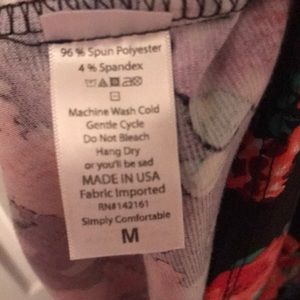 96 % Spun Polyester
4 % Spandex
Machine Wash Cold
Gentle Cycle
Do Not Bleach
Hang Dry
or you'll be sad
MADE IN USA
Fabric Imported
RN#142161
Simply Comfortable
M